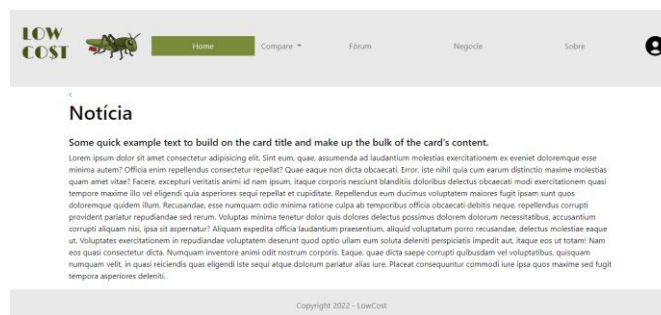 LOW
COST
Home
Compare
Fórum
Negocie
Sobre
<
Notícia
Some quick example text to build on the card title and make up the bulk of the card's content.
Lorem ipsum dolor sit amet consectetur adipisicing elit. Sint eum, quae, assumenda ad laudantium molestias exercitationem ex eveniet doloremque esse
minima autem? Officia enim repellendus consectetur repellat? Quae eaque non dicta obcaecati. Error, iste nihil quia cum earum distinctio maxime molestias
quam amet vitae? Facere, excepturi veritatis animi id nam ipsum, itaque corporis nesciunt blanditiis doloribus delectus obcaecati modi exercitationem quasi
tempore maxime illo vel eligendi quia asperiores sequi repellat et cupiditate. Repellendus eum ducimus voluptatem maiores fugit ipsam sunt quos
doloremque quidem illum. Recusandae, esse numquam odio minima ratione culpa ab temporibus officia obcaecati debitis neque, repellendus corrupti
provident pariatur repudiandae sed rerum. Voluptas minima tenetur dolor quis dolores delectus possimus dolorem dolorum necessitatibus, accusantium
corrupti aliquam nisi, ipsa sit aspernatur? Aliquam expedita officia laudantium praesentium, aliquid voluptatum porro recusandae, delectus molestiae eaque
ut. Voluptates exercitationem in repudiandae voluptatem deserunt quod optio ullam eum soluta deleniti perspiciatis impedit aut, itaque eos ut totam! Nam
eos quasi consectetur dicta. Numquam inventore animi odit nostrum corporis. Eaque, quae dicta saepe corrupti quibusdam vel voluptatibus, quisquam
numquam velit, in quasi reiciendis quas eligendi iste sequi atque dolorum pariatur alias iure. Placeat consequuntur commodi iure ipsa quos maxime sed fugit
tempora asperiores deleniti.
Copyright 2022 - LowCost